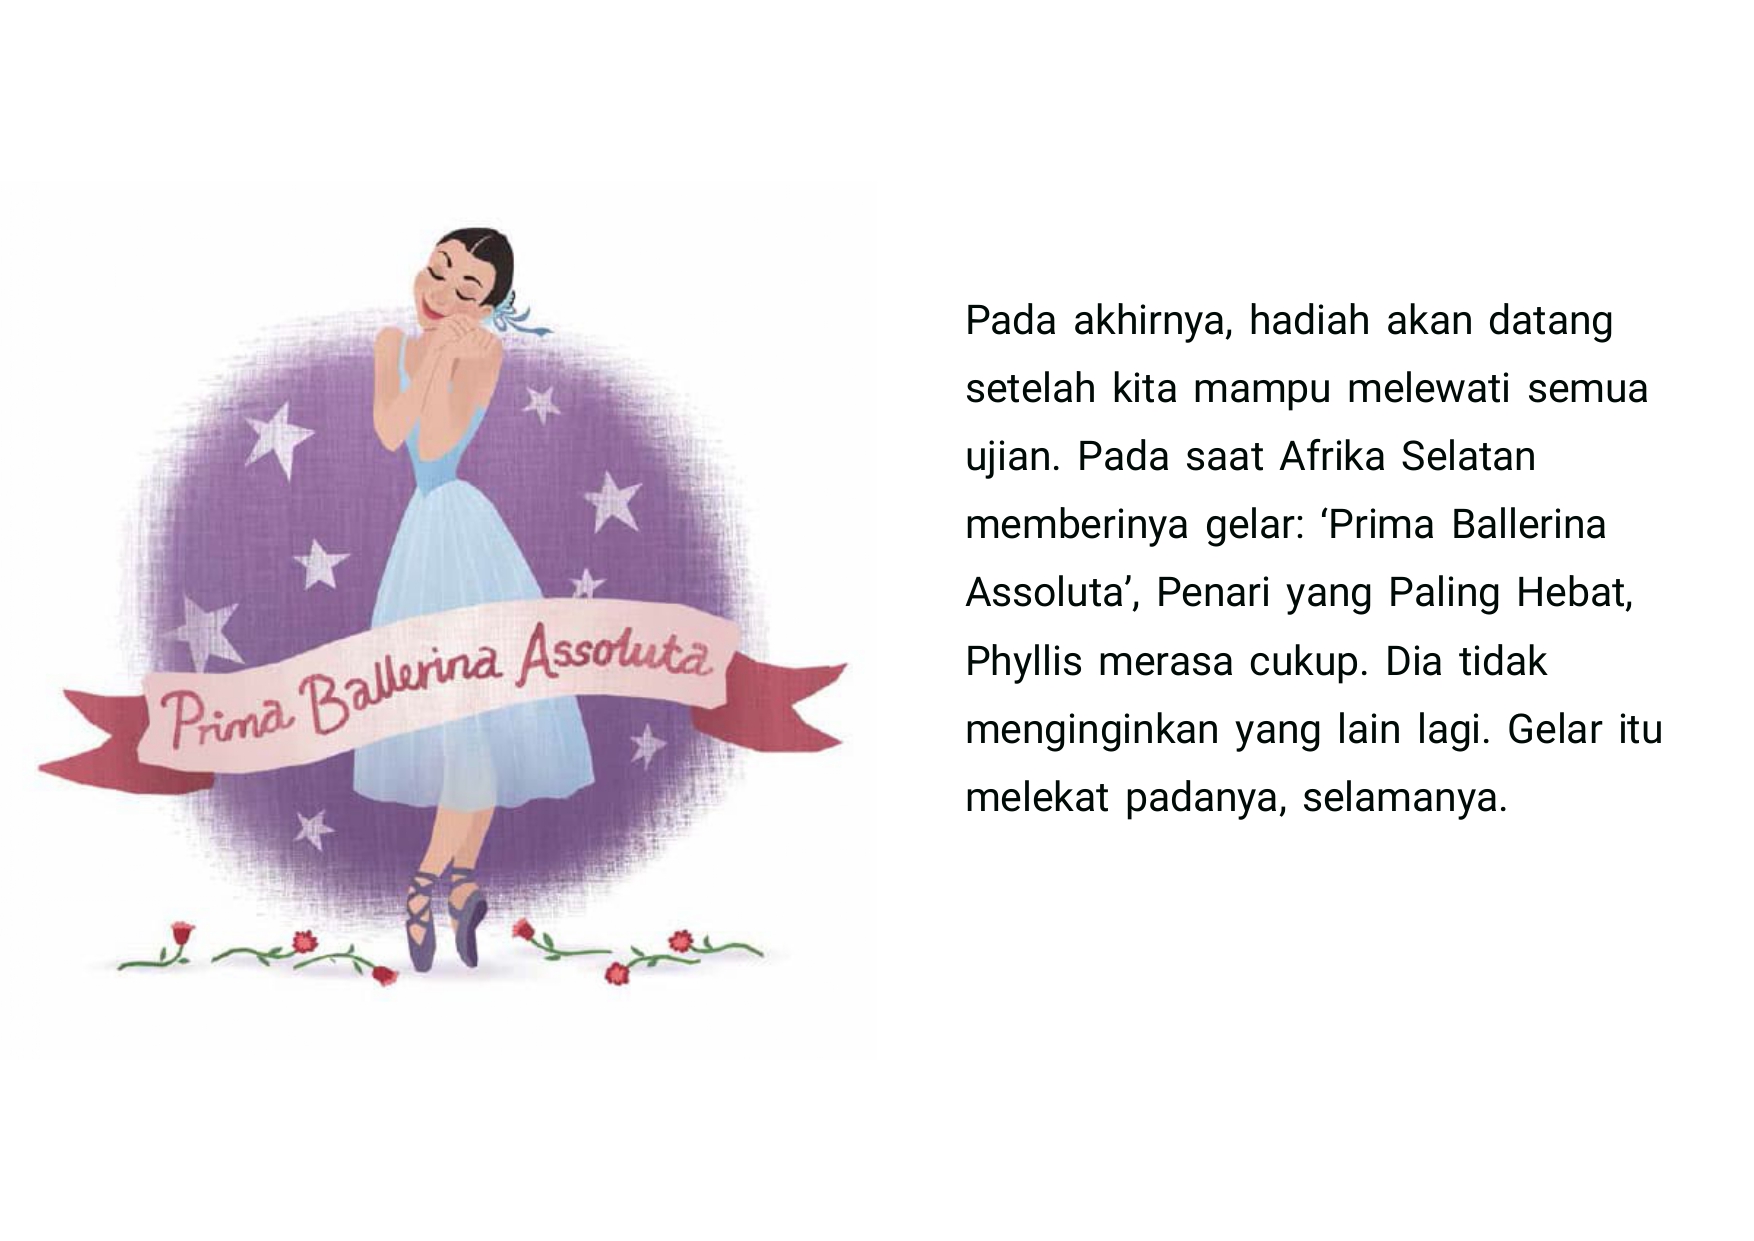 Prima Ballerina Assoluta
Pada akhirnya, hadiah akan datang
setelah kita mampu melewati semua
ujian. Pada saat Afrika Selatan
memberinya gelar: ‘Prima Ballerina
Assoluta’, Penari yang Paling Hebat,
Phyllis merasa cukup. Dia tidak
menginginkan yang lain lagi. Gelar itu
melekat padanya, selamanya.